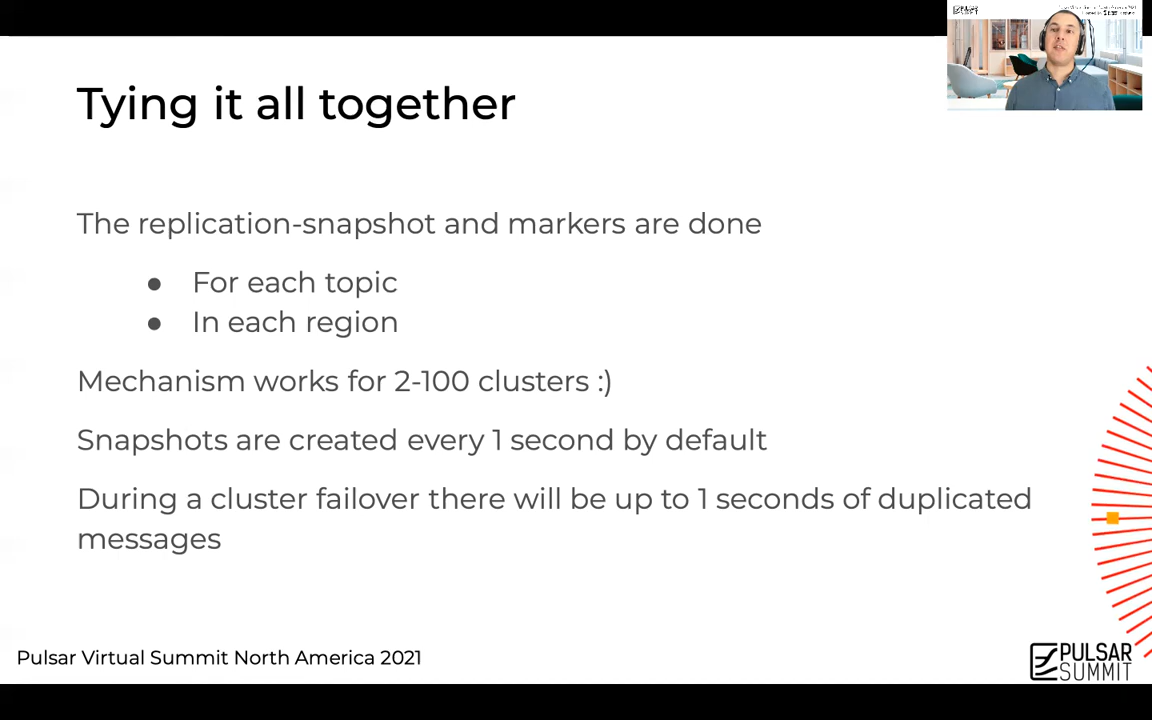 Tying it all together
The replication-snapshot and markers are done
● For each topic
● In each region
Mechanism works for 2-100 clusters :)
Snapshots are created every 1 second by default
During a cluster failover there will be up to 1 seconds of duplicated
messages
Pulsar Virtual Summit North America 2021
PULSAR
SUMMIT